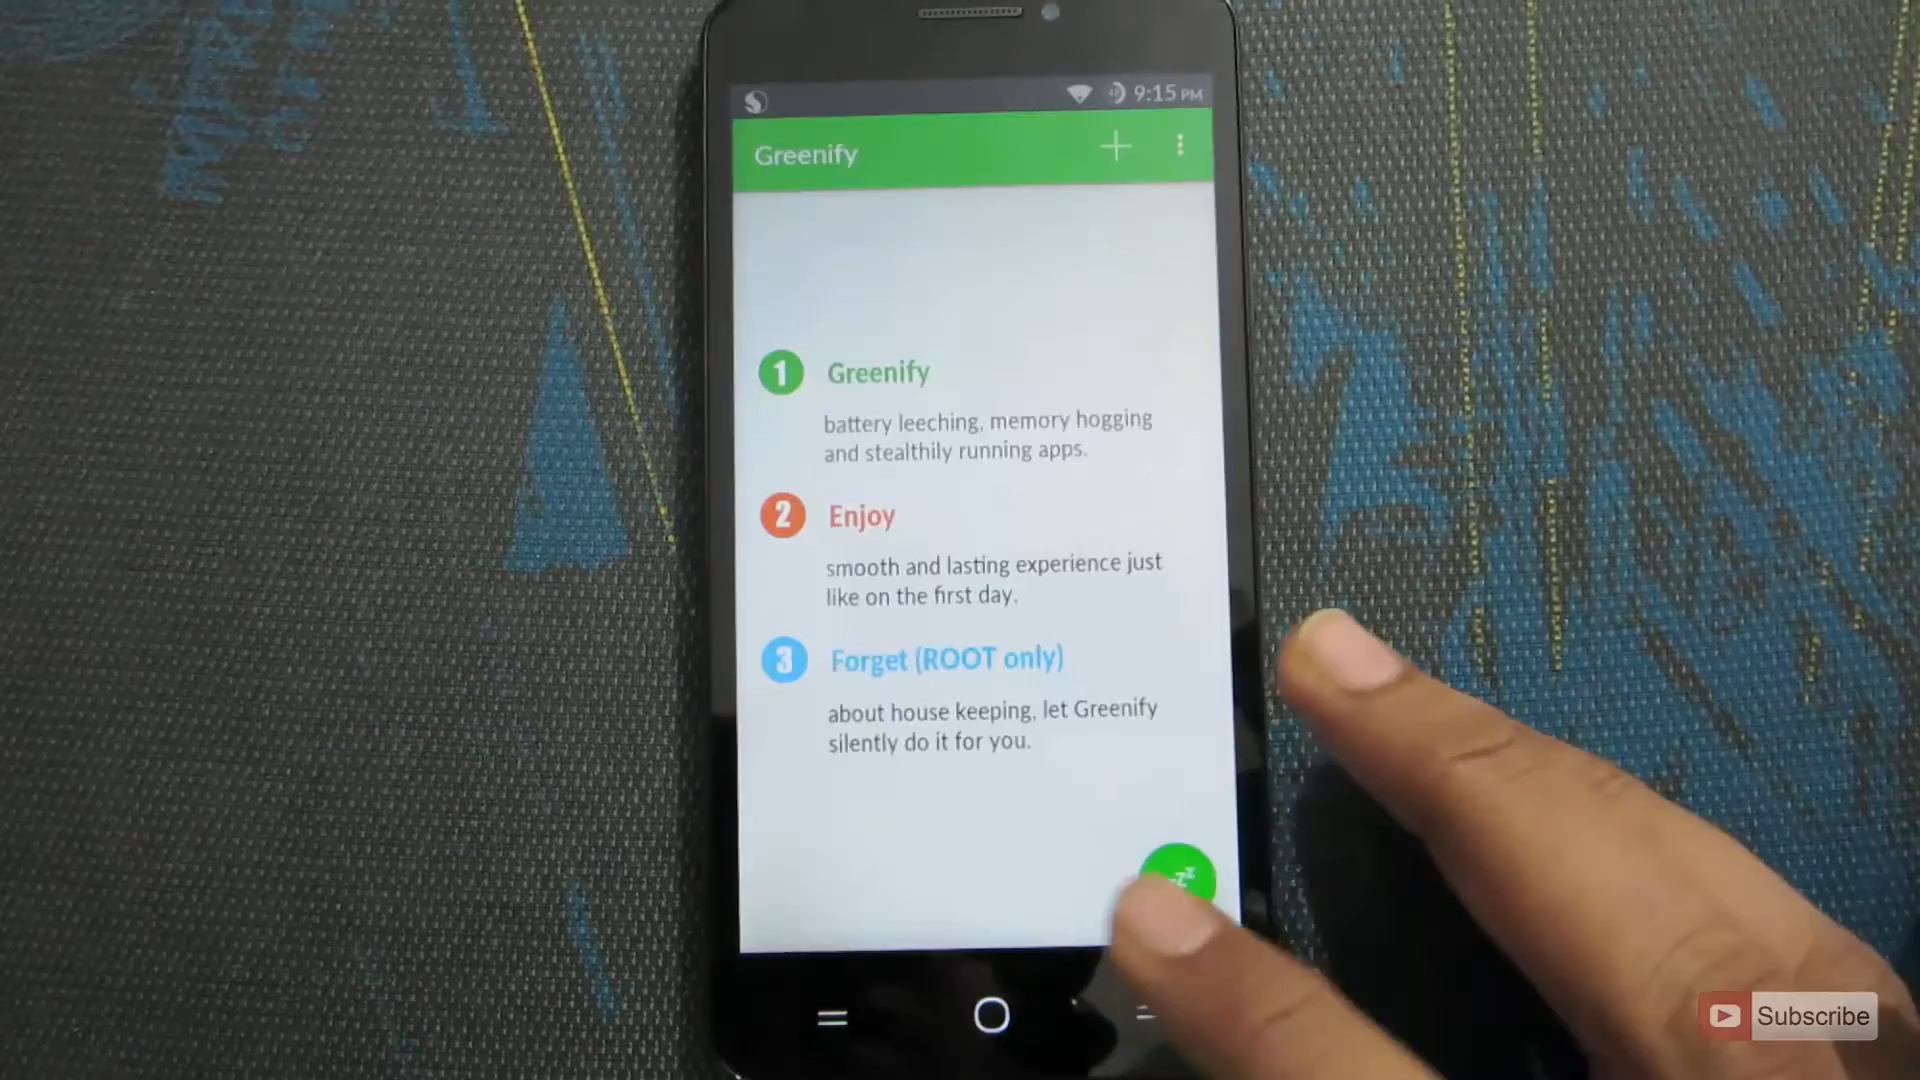 9:15 PM
Greenify
1 Greenify
battery leeching, memory hogging
and stealthily running apps.
2 Enjoy
smooth and lasting experience just
like on the first day.
3 Forget (ROOT only)
about house keeping, let Greenify
silently do it for you.
Subscribe